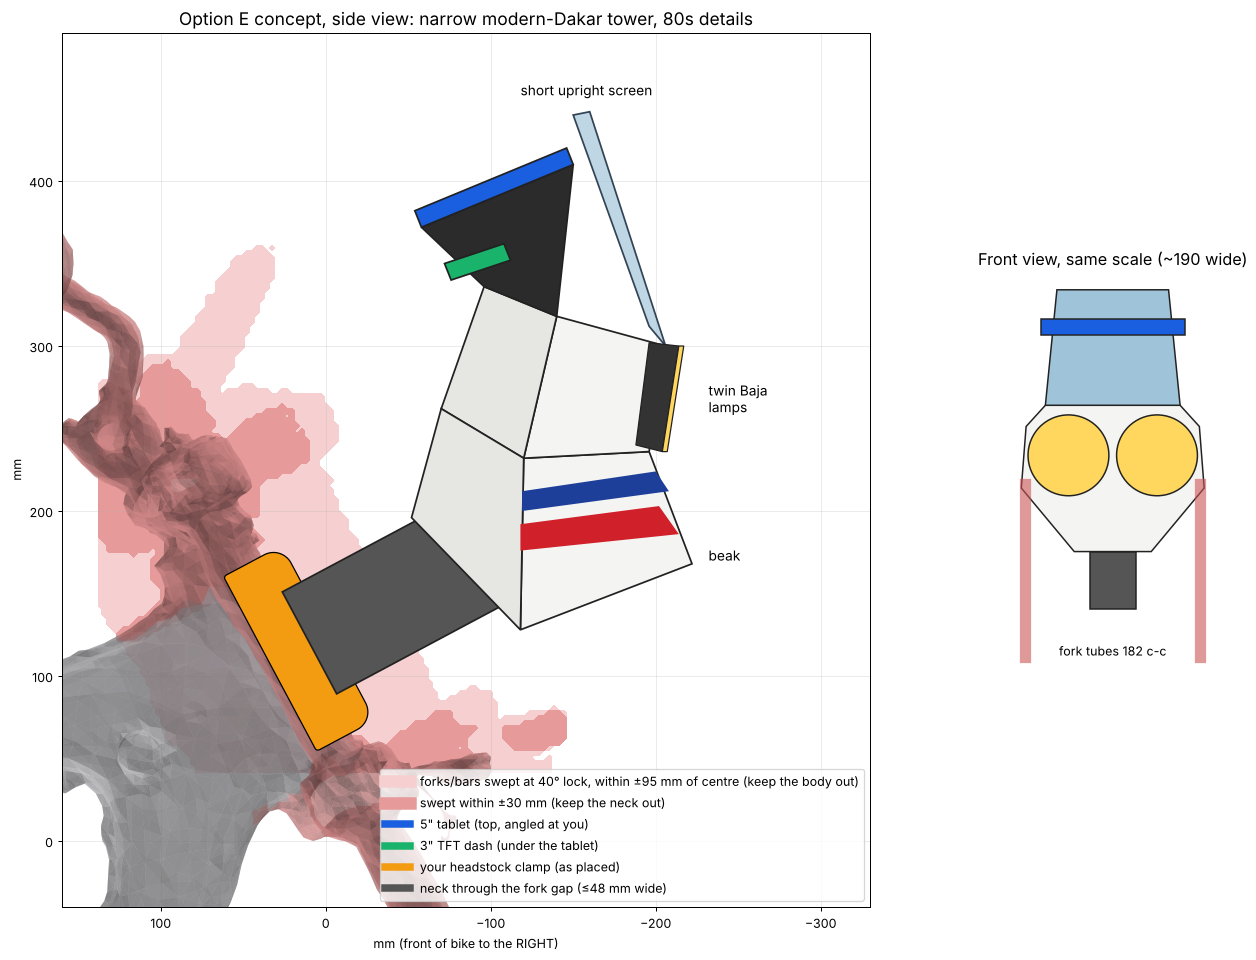 Option E concept, side view: narrow modern-Dakar tower, 80s details
short upright screen
400
300
200
100
0
mm
twin Baja
lamps
beak
forks/bars swept at 40° lock, within ±95 mm of centre (keep the body out)
swept within ±30 mm (keep the neck out)
5" tablet (top, angled at you)
3" TFT dash (under the tablet)
your headstock clamp (as placed)
neck through the fork gap (≤48 mm wide)
100
0
−100
−200
−300
mm (front of bike to the RIGHT)
Front view, same scale (~190 wide)
fork tubes 182 c-c